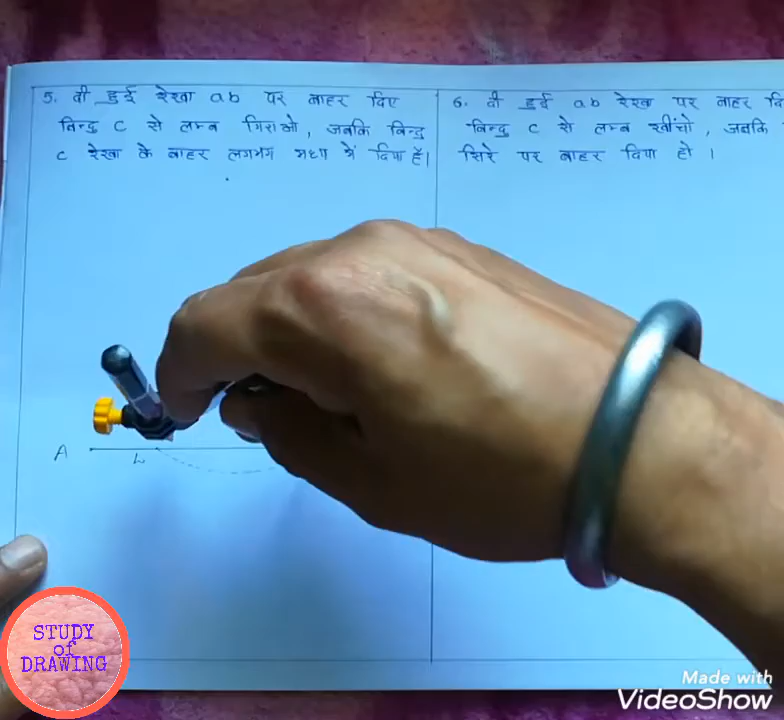 5. दी हुई रेखा ab पर बाहर दिए
बिन्दु C से लम्ब गिराओ, जबकि बिन्दु
C रेखा के बाहर लगभग मध्य में दिया है।
6. दी हुई ab रेखा पर बाहर
बिन्दु C से लम्ब खींचो, जबकि
सिरे पर बाहर दिया हो ।
A
STUDY
of
DRAWING
Made with
VideoShow